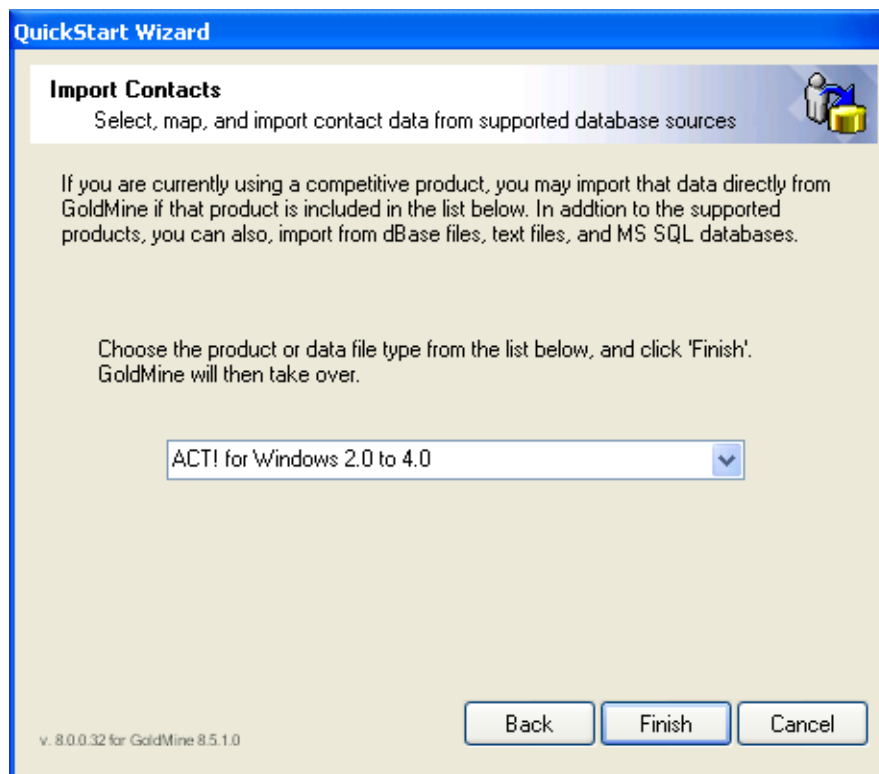 QuickStart Wizard
Import Contacts
Select, map, and import contact data from supported database sources
If you are currently using a competitive product, you may import that data directly from
GoldMine if that product is included in the list below. In addtion to the supported
products, you can also, import from dBase files, text files, and MS SQL databases.
Choose the product or data file type from the list below, and click 'Finish'.
GoldMine will then take over.
ACT! for Windows 2.0 to 4.0
Back
Finish
Cancel
v. 8.0.0.32 for GoldMine 8.5.1.0